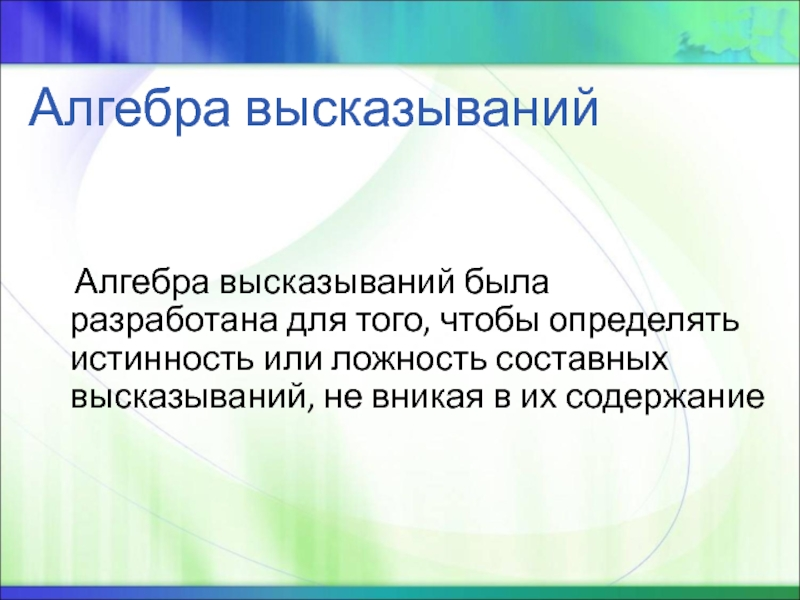 Алгебра высказываний
Алгебра высказываний была
разработана для того, чтобы определять
истинность или ложность составных
высказываний, не вникая в их содержание